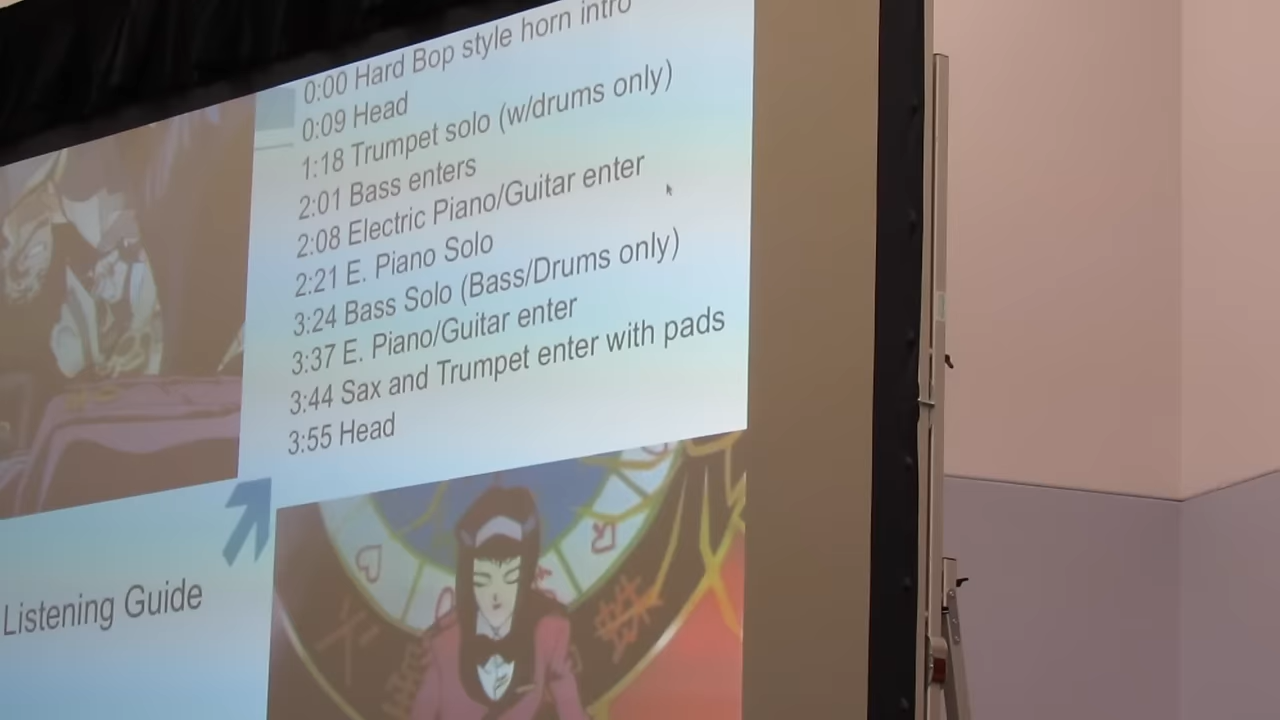 0:00 Hard Bop style horn intro
0:09 Head
1:18 Trumpet solo (w/drums only)
2:01 Bass enters
2:08 Electric Piano/Guitar enter
2:21 E. Piano Solo
3:24 Bass Solo (Bass/Drums only)
3:37 E. Piano/Guitar enter
3:44 Sax and Trumpet enter with pads
3:55 Head
Listening Guide